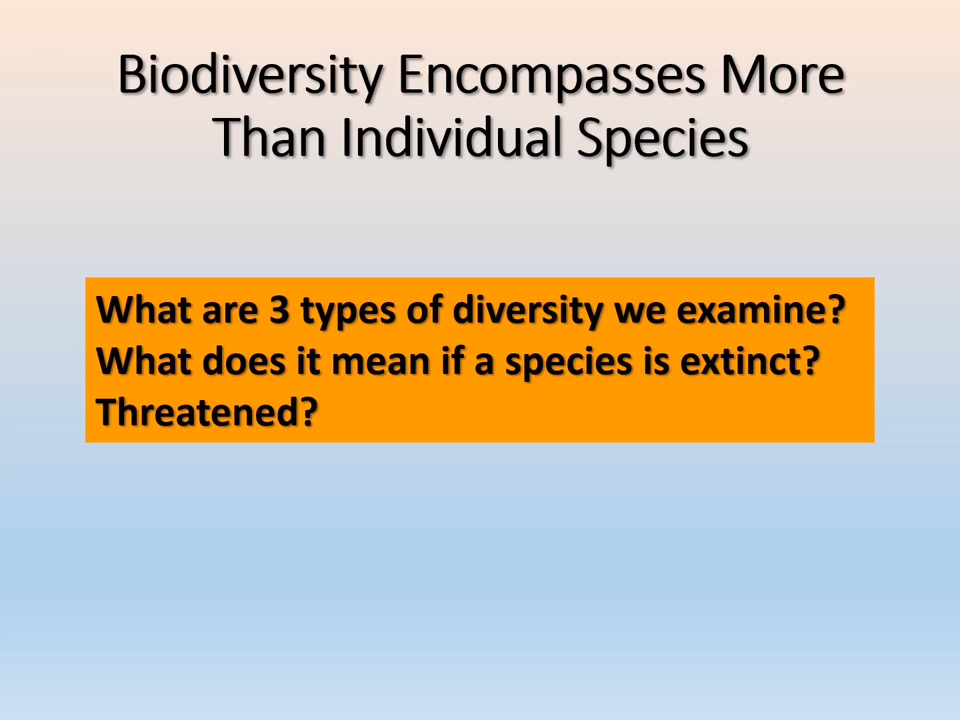 Biodiversity Encompasses More
Than Individual Species
What are 3 types of diversity we examine?
What does it mean if a species is extinct?
Threatened?